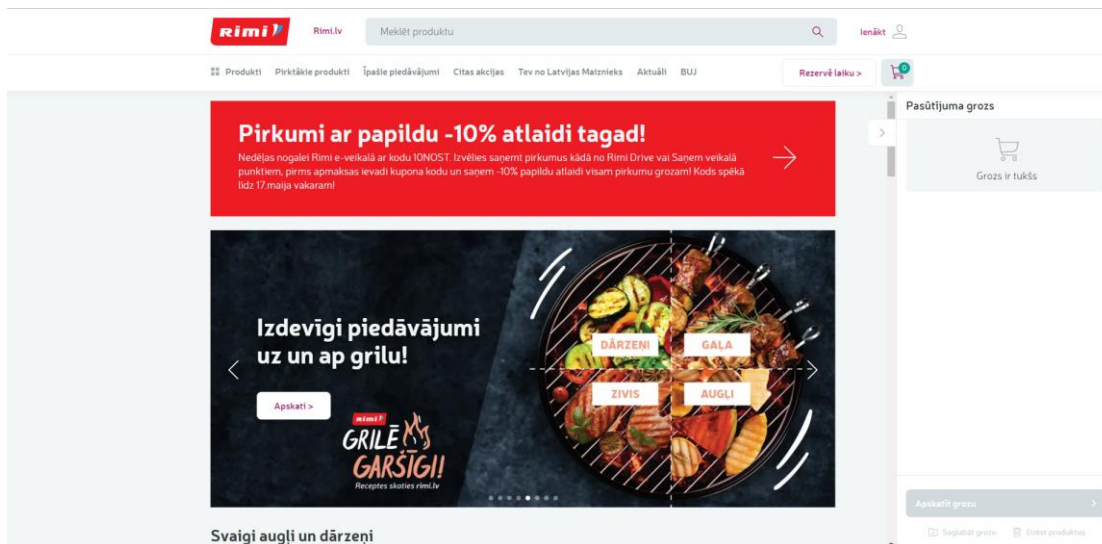 Rimi
Rimi.lv
Meklēt produktu
Ienākt
Produkti
Pirktākie produkti
Īpašie piedāvājumi
Citas akcijas
Tev no Latvijas Maiznieks
Aktuāli
BUJ
Rezervē laiku >
0
Pasūtījuma grozs
Grozs ir tukšs
Pirkumi ar papildu -10% atlaidi tagad!
Nedēļas nogalei Rimi e-veikalā ar kodu 10NOST. Izvēlies saņemt pirkumus kādā no Rimi Drive vai Saņem veikalā
punktiem, pirms apmaksas ievadi kupona kodu un saņem -10% papildu atlaidi visam pirkumu grozam! Kods spēkā
līdz 17.maija vakaram!
Izdevīgi piedāvājumi
uz un ap grilu!
Apskati >
DĀRZEŅI
GAĻA
ZIVIS
AUGĻI
Rimi
GRILĒ
GARŠĪGI!
Receptes skaties rimi.lv
Svaigi augļi un dārzeņi
Apskatīt grozu
Saglabāt grozu
Dzēst produktus